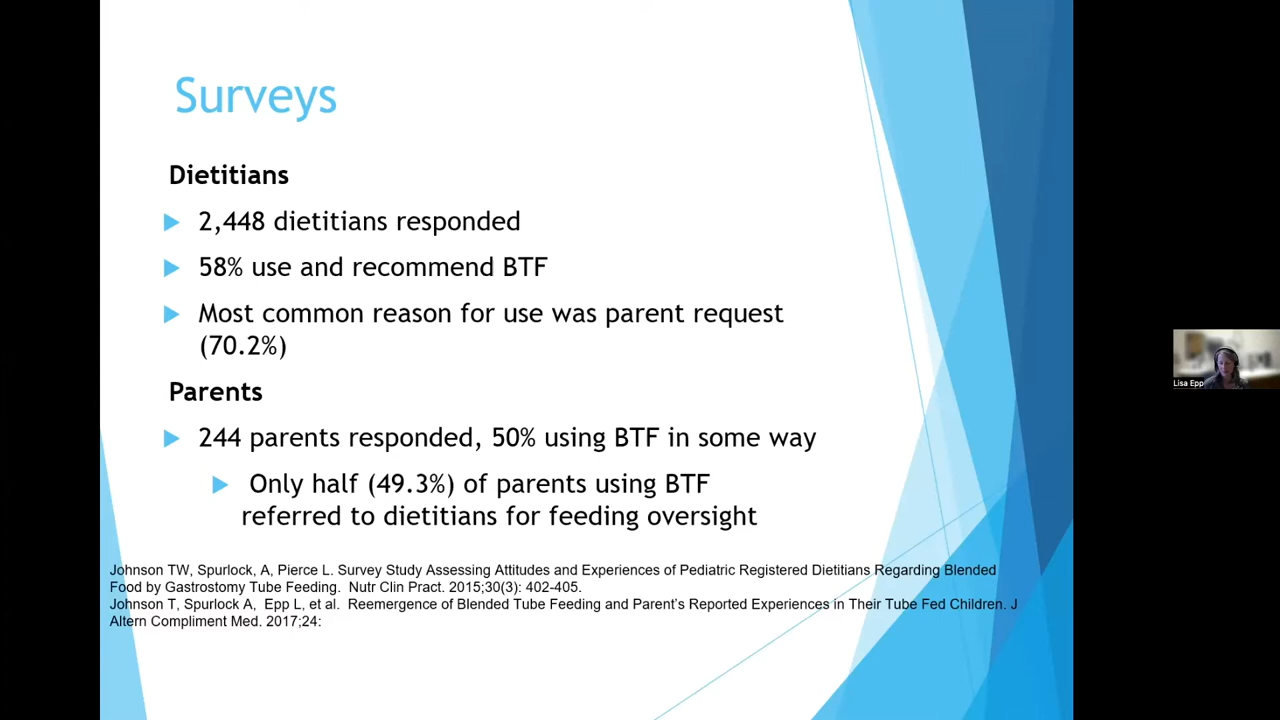 Surveys
Dietitians
2,448 dietitians responded
58% use and recommend BTF
Most common reason for use was parent request
(70.2%)
Parents
244 parents responded, 50% using BTF in some way
Only half (49.3%) of parents using BTF
referred to dietitians for feeding oversight
Johnson TW, Spurlock, A, Pierce L. Survey Study Assessing Attitudes and Experiences of Pediatric Registered Dietitians Regarding Blended
Food by Gastrostomy Tube Feeding. Nutr Clin Pract. 2015;30(3): 402-405.
Johnson T, Spurlock A, Epp L, et al. Reemergence of Blended Tube Feeding and Parent's Reported Experiences in Their Tube Fed Children. J
Altern Compliment Med. 2017;24:
Lisa Epp